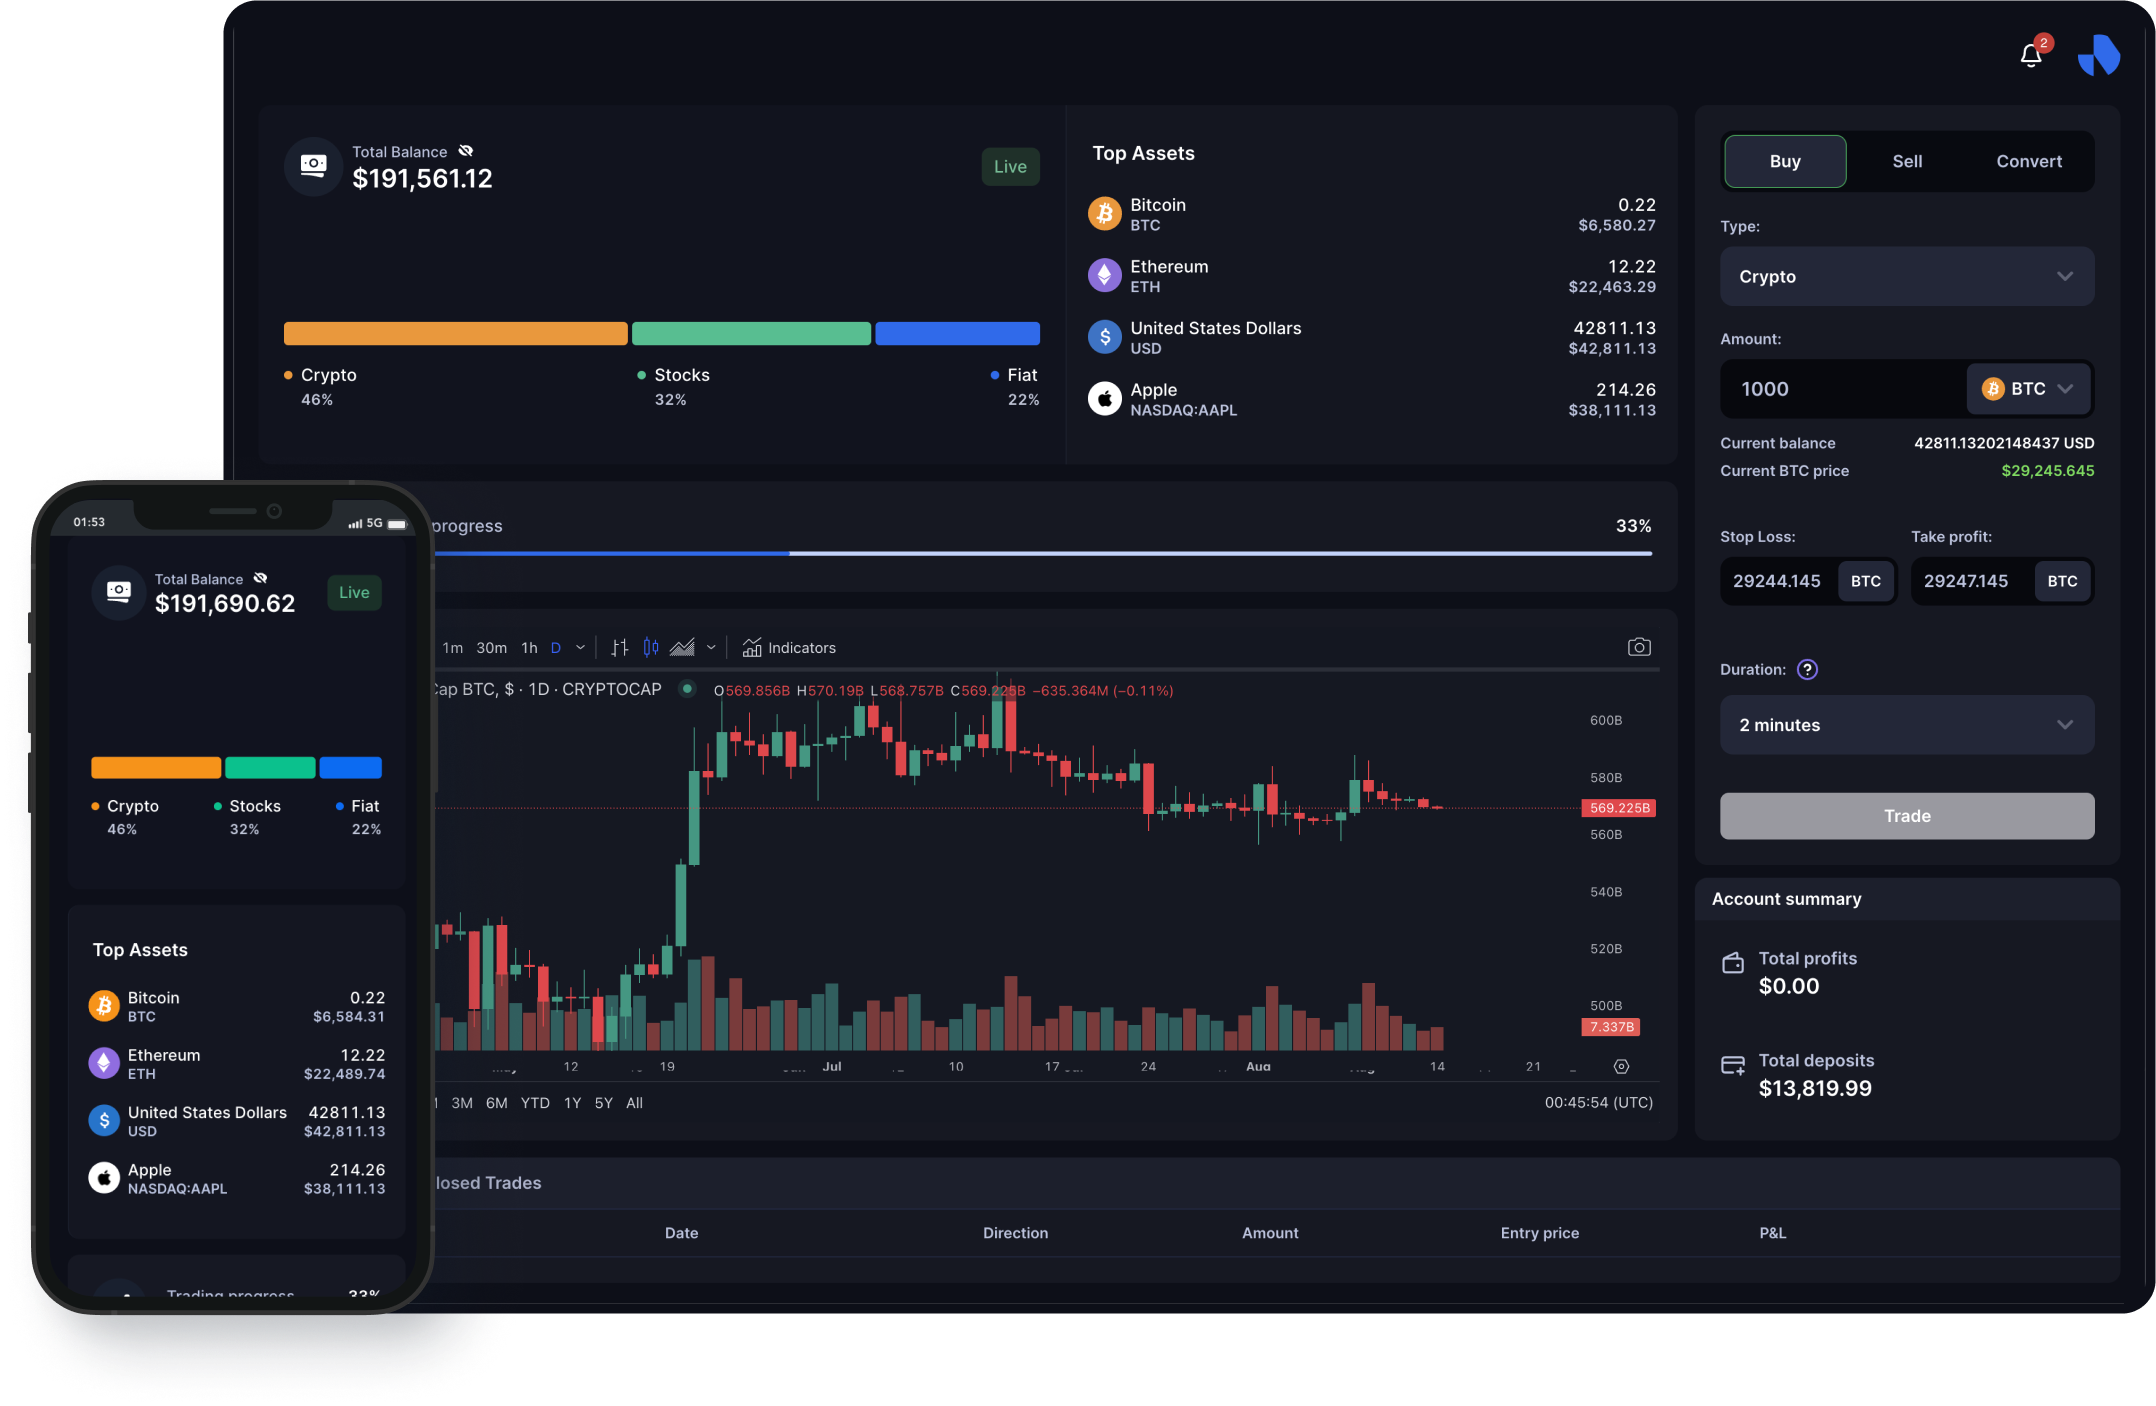 2
Total Balance
$191,561.12
Live
Crypto
46%
Stocks
32%
Fiat
22%
Top Assets
Bitcoin 0.22
BTC $6,580.27
Ethereum 12.22
ETH $22,463.29
United States Dollars 42811.13
USD $42,811.13
Apple 214.26
NASDAQ:AAPL $38,111.13
Buy Sell Convert
Type:
Crypto
Amount:
1000 BTC
Current balance 42811.13202148437 USD
Current BTC price $29,245.645
Stop Loss: Take profit:
29244.145 BTC 29247.145 BTC
Duration: ?
2 minutes
Trade
progress 33%
1m 30m 1h D Indicators
Cap BTC, $ · 1D · CRYPTOCAP O569.856B H570.19B L568.757B C569.225B −635.364M (−0.11%)
600B
580B
569.225B
560B
540B
520B
500B
7.337B
12 19 Jul 10 17 24 Aug 14 21
3M 6M YTD 1Y 5Y All 00:45:54 (UTC)
Account summary
Total profits
$0.00
Total deposits
$13,819.99
losed Trades
Date Direction Amount Entry price P&L
01:53 5G
Total Balance
$191,690.62
Live
Crypto
46%
Stocks
32%
Fiat
22%
Top Assets
Bitcoin 0.22
BTC $6,584.31
Ethereum 12.22
ETH $22,489.74
United States Dollars 42811.13
USD $42,811.13
Apple 214.26
NASDAQ:AAPL $38,111.13
Trading progress 33%